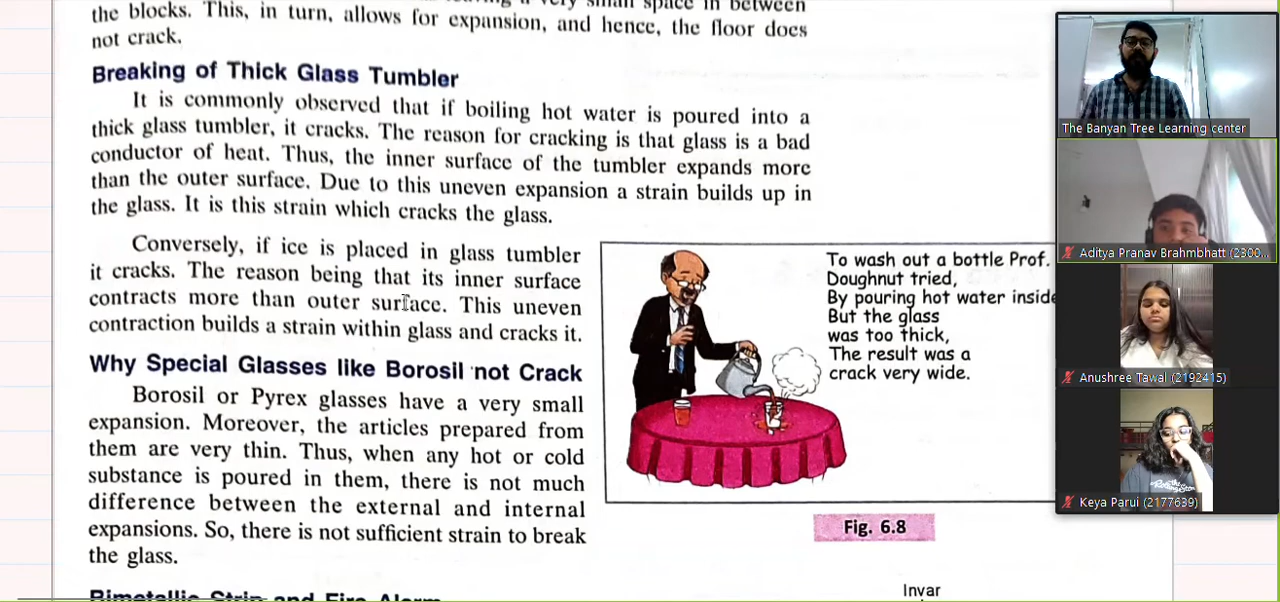 the blocks. This, in turn, allows for expansion, and hence, the floor does
not crack.
Breaking of Thick Glass Tumbler
It is commonly observed that if boiling hot water is poured into a
thick glass tumbler, it cracks. The reason for cracking is that glass is a bad
conductor of heat. Thus, the inner surface of the tumbler expands more
than the outer surface. Due to this uneven expansion a strain builds up in
the glass. It is this strain which cracks the glass.
Conversely, if ice is placed in glass tumbler
it cracks. The reason being that its inner surface
contracts more than outer surface. This uneven
contraction builds a strain within glass and cracks it.
Why Special Glasses like Borosil not Crack
Borosil or Pyrex glasses have a very small
expansion. Moreover, the articles prepared from
them are very thin. Thus, when any hot or cold
substance is poured in them, there is not much
difference between the external and internal
expansions. So, there is not sufficient strain to break
the glass.
Bimetallic Strip and Fire Alarm
To wash out a bottle Prof.
Doughnut tried,
By pouring hot water inside
But the glass
was too thick,
The result was a
crack very wide.
Fig. 6.8
Invar
The Banyan Tree Learning center
Aditya Pranav Brahmbhatt (2300...
Anushree Tawal (2192415)
Keya Parui (2177639)